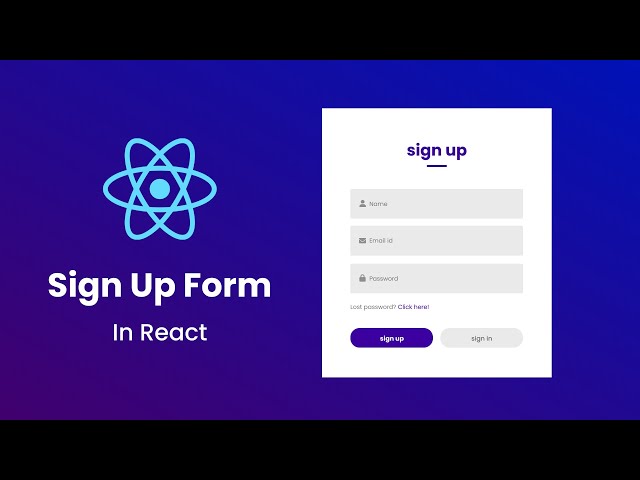 Sign Up Form
In React
sign up
Name
Email id
Password
Lost password? Click here!
sign up
sign in